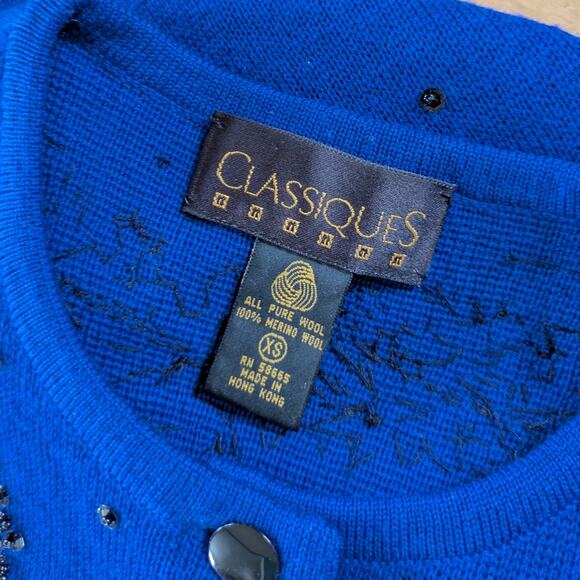 CLASSIQUES
ALL PURE WOOL
100% MERINO WOOL
XS
RN 58665
MADE IN
HONG KONG